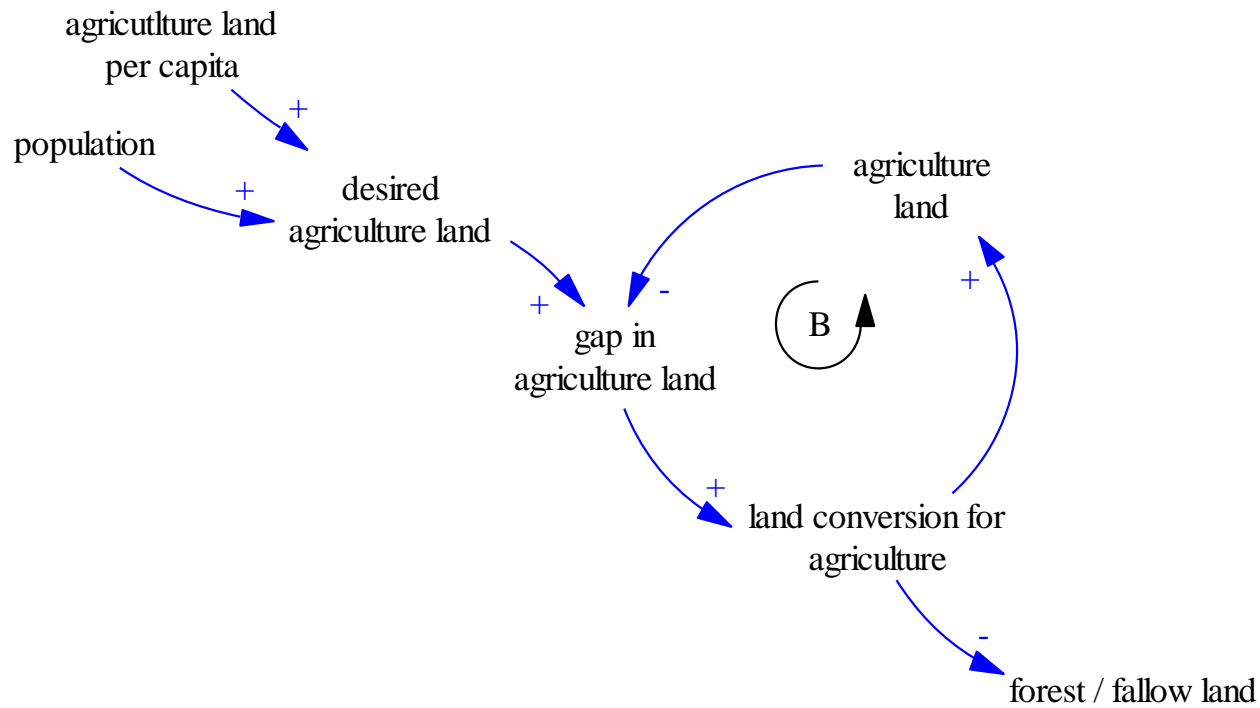 agricutlture land
per capita
+
population
+
desired
agriculture land
+
agriculture
land
-
+
B
gap in
agriculture land
+
land conversion for
agriculture
-
forest / fallow land